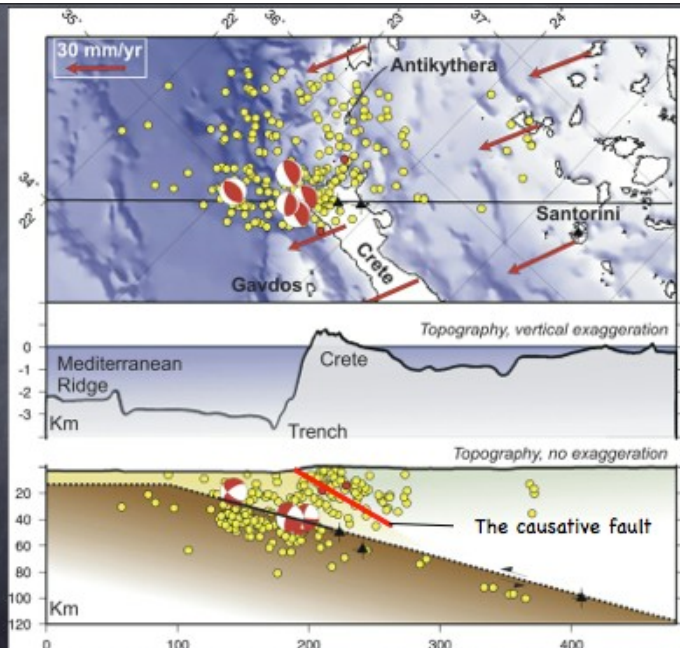 35°
22°
36°
23°
37°
24°
30 mm/yr
Antikythera
34°
22°
Santorini
Crete
Gavdos
Topography, vertical exaggeration
0
Mediterranean
Ridge
Crete
-1
-2
-3
Km
Trench
Topography, no exaggeration
20
40
The causative fault
60
80
100
Km
120
0
100
200
300
400